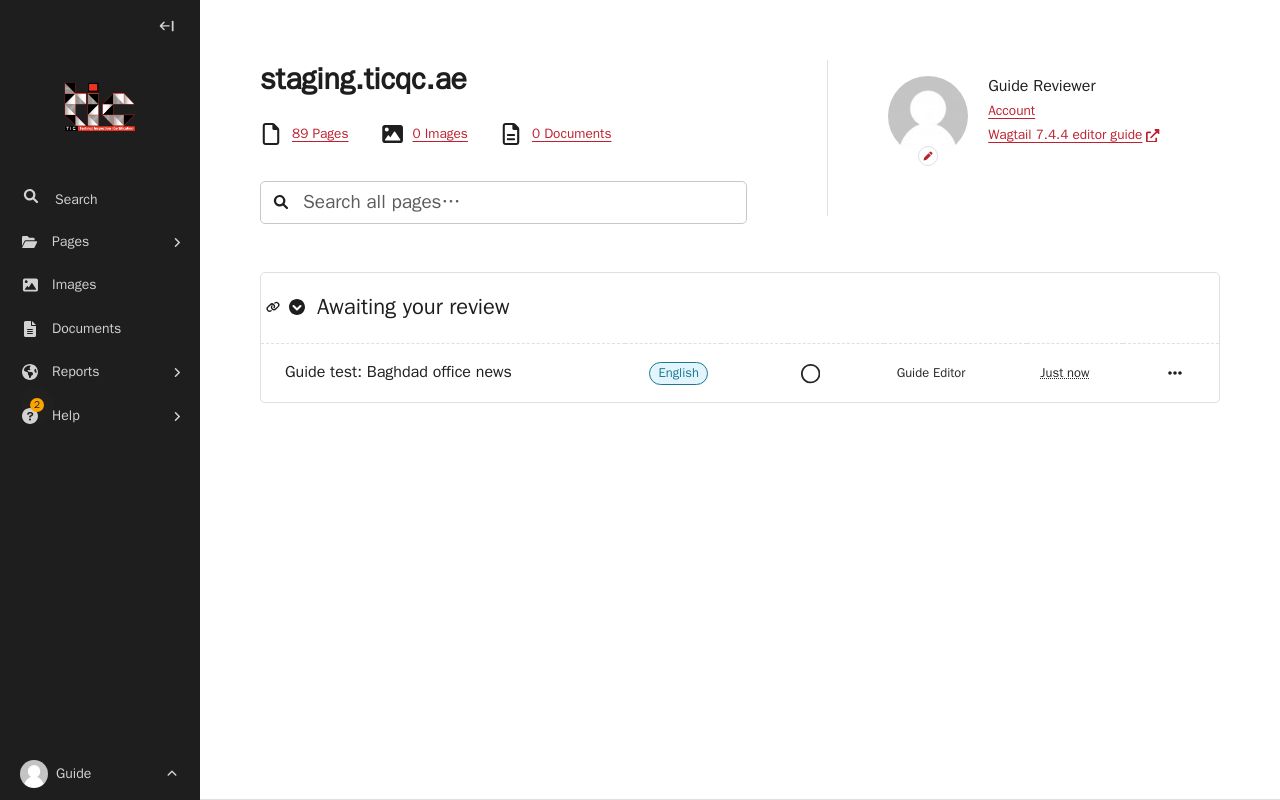 staging.ticqc.ae
89 Pages
0 Images
0 Documents
Search all pages…
Guide Reviewer
Account
Wagtail 7.4.4 editor guide
Search
Pages
Images
Documents
Reports
2
Help
Awaiting your review
Guide test: Baghdad office news
English
Guide Editor
Just now
Guide